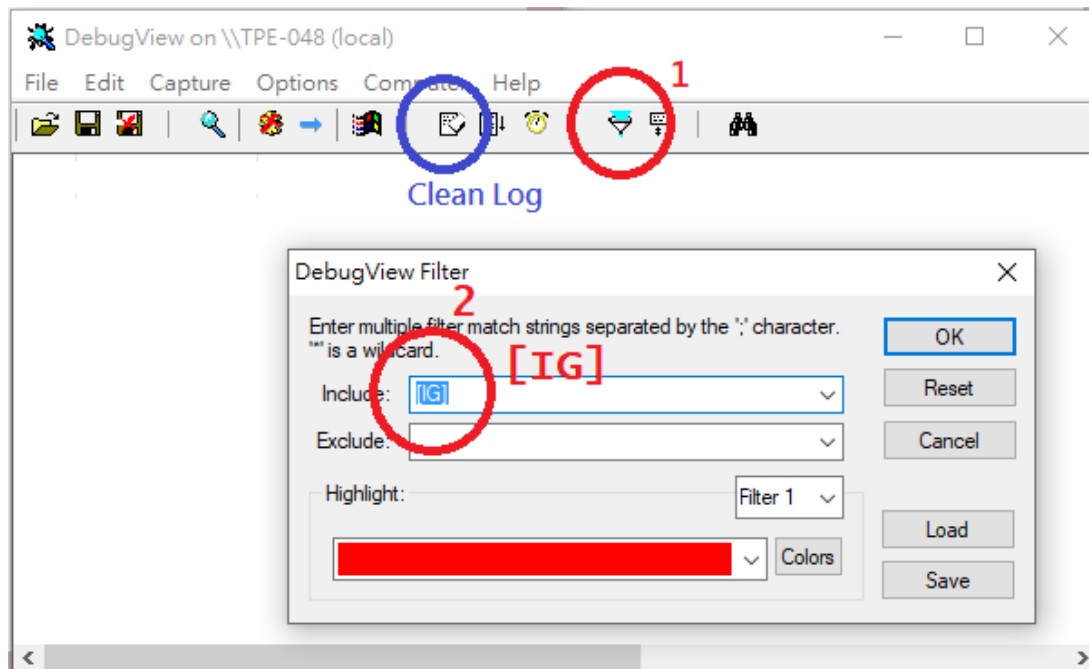 DebugView on \\TPE-048 (local)
File Edit Capture Options Computer Help
1
Clean Log
DebugView Filter
2
Enter multiple filter match strings separated by the ';' character.
'*' is a wildcard.
[IG]
Include: [IG]
Exclude:
Highlight:
Filter 1
Colors
OK
Reset
Cancel
Load
Save